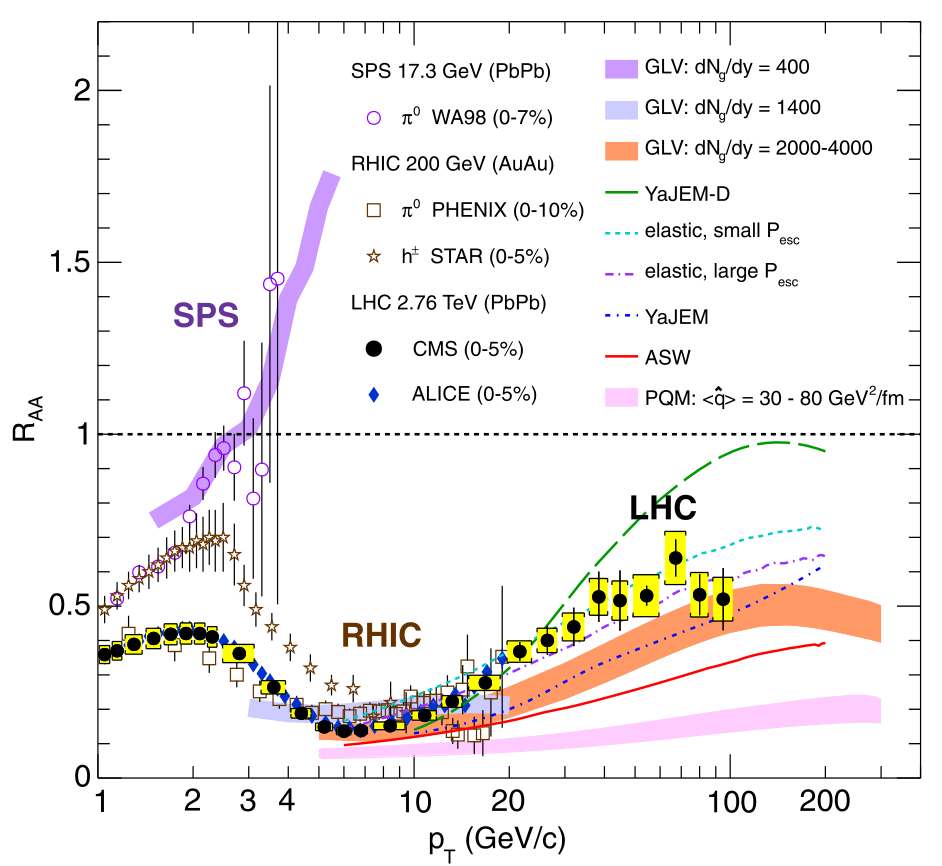 2
1.5
1
0.5
0
R_AA
SPS 17.3 GeV (PbPb)
π⁰ WA98 (0-7%)
RHIC 200 GeV (AuAu)
π⁰ PHENIX (0-10%)
h± STAR (0-5%)
LHC 2.76 TeV (PbPb)
CMS (0-5%)
ALICE (0-5%)
GLV: dN_g/dy = 400
GLV: dN_g/dy = 1400
GLV: dN_g/dy = 2000-4000
YaJEM-D
elastic, small P_esc
elastic, large P_esc
YaJEM
ASW
PQM: <q̂> = 30 - 80 GeV²/fm
SPS
LHC
RHIC
1 2 3 4 10 20 100 200
p_T (GeV/c)